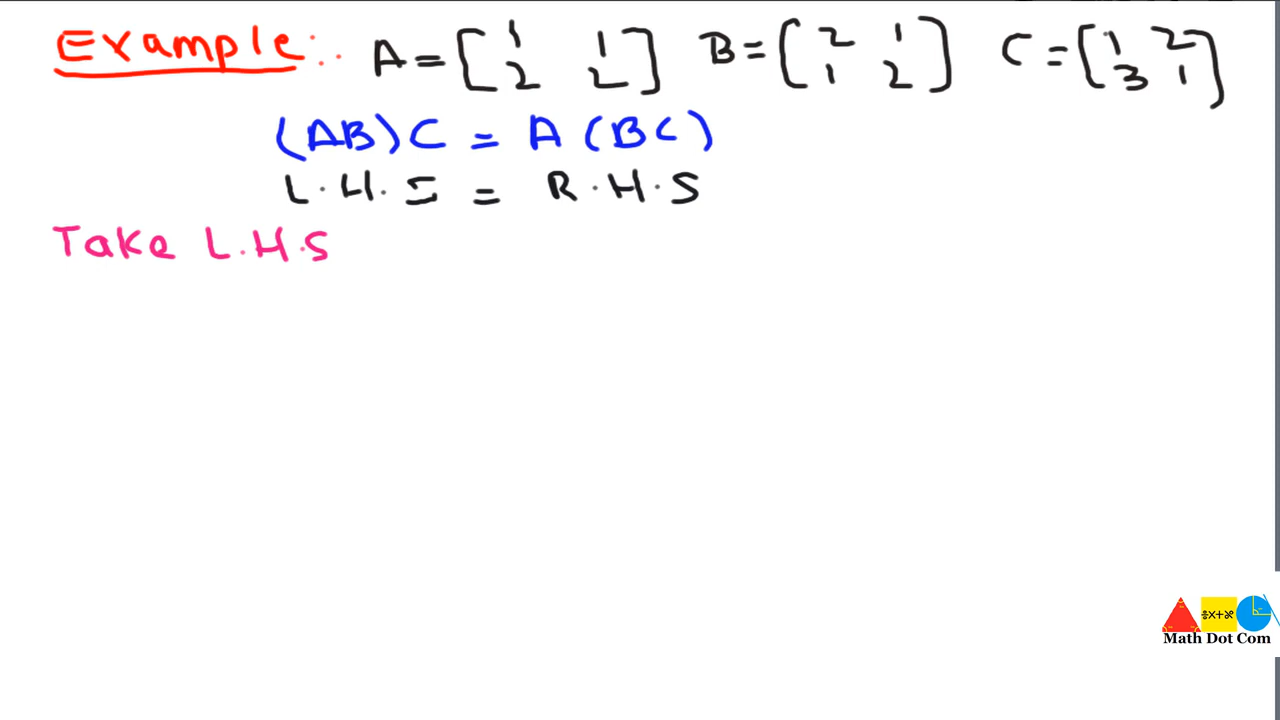 Example:. A = [1 1 2 2] B = [2 1 1 2] C = [1 2 3 1]
(AB)C = A(BC)
L.H.S = R.H.S
Take L.H.S
Math Dot Com